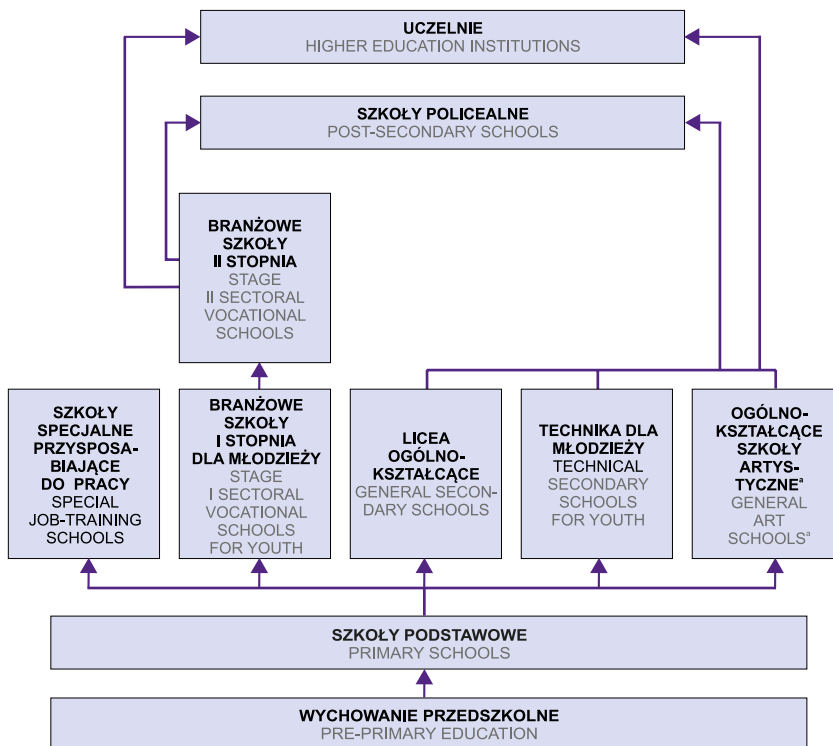 UCZELNIE
HIGHER EDUCATION INSTITUTIONS
SZKOŁY POLICEALNE
POST-SECONDARY SCHOOLS
BRANŻOWE
SZKOŁY
II STOPNIA
STAGE
II SECTORAL
VOCATIONAL
SCHOOLS
SZKOŁY
SPECJALNE
PRZYSPOSA-
BIAJĄCE
DO PRACY
SPECIAL
JOB-TRAINING
SCHOOLS
BRANŻOWE
SZKOŁY
I STOPNIA
DLA MŁODZIEŻY
STAGE
I SECTORAL
VOCATIONAL
SCHOOLS
FOR YOUTH
LICEA
OGÓLNO-
KSZTAŁCĄCE
GENERAL SECON-
DARY SCHOOLS
TECHNIKA DLA
MŁODZIEŻY
TECHNICAL
SECONDARY
SCHOOLS
FOR YOUTH
OGÓLNO-
KSZTAŁCĄCE
SZKOŁY
ARTYS-
TYCZNEª
GENERAL
ART
SCHOOLSª
SZKOŁY PODSTAWOWE
PRIMARY SCHOOLS
WYCHOWANIE PRZEDSZKOLNE
PRE-PRIMARY EDUCATION